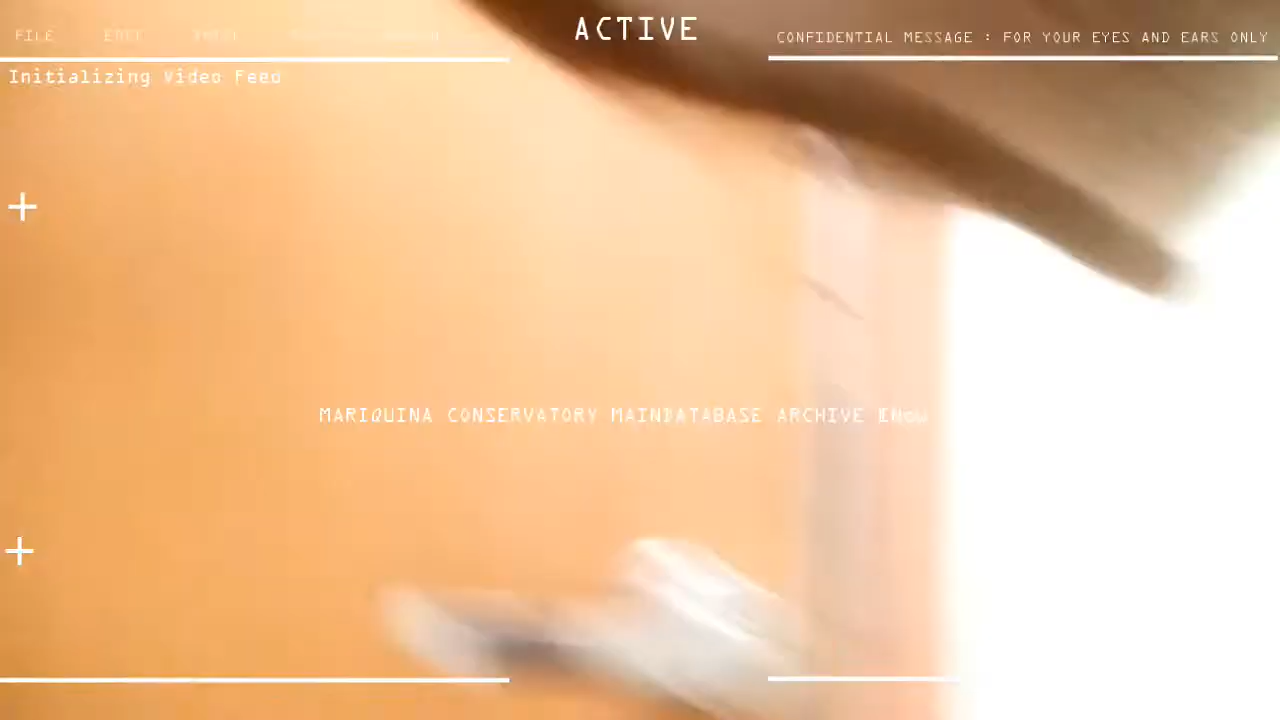 ACTIVE
FILE EDIT
CONFIDENTIAL MESSAGE : FOR YOUR EYES AND EARS ONLY
Initializing Video Feed
MARIQUINA CONSERVATORY MAINDATABASE ARCHIVE